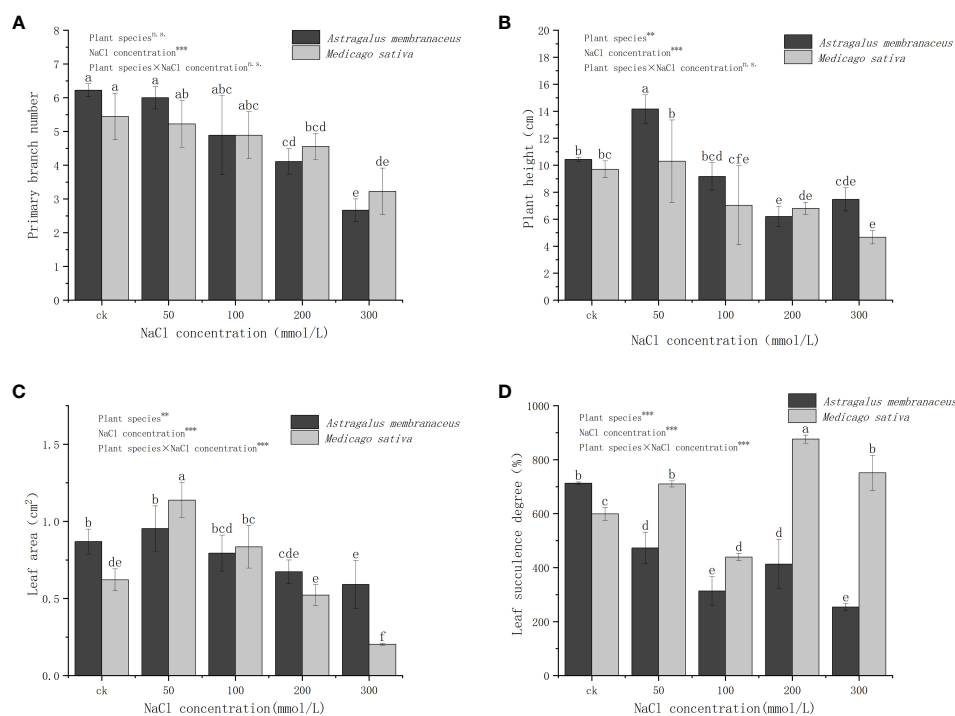 A
Plant species n.s.
NaCl concentration***
Plant species×NaCl concentration n.s.
Astragalus membranaceus
Medicago sativa
Primary branch number
8
7
6
5
4
3
2
1
0
a a a ab abc abc cd bcd e de
ck 50 100 200 300
NaCl concentration (mmol/L)
B
Plant species**
NaCl concentration***
Plant species×NaCl concentration n.s.
Astragalus membranaceus
Medicago sativa
Plant height (cm)
20
18
16
14
12
10
8
6
4
2
0
b bc a b bcd cfe e de cde e
ck 50 100 200 300
NaCl concentration (mmol/L)
C
Plant species**
NaCl concentration***
Plant species×NaCl concentration***
Astragalus membranaceus
Medicago sativa
Leaf area (cm²)
1.5
1.0
0.5
0.0
b de b a bcd bc cde e e f
ck 50 100 200 300
NaCl concentration(mmol/L)
D
Plant species***
NaCl concentration***
Plant species×NaCl concentration***
Astragalus membranaceus
Medicago sativa
Leaf succulence degree (%)
1000
800
600
400
200
0
b c d b e d d a e b
ck 50 100 200 300
NaCl concentration(mmol/L)